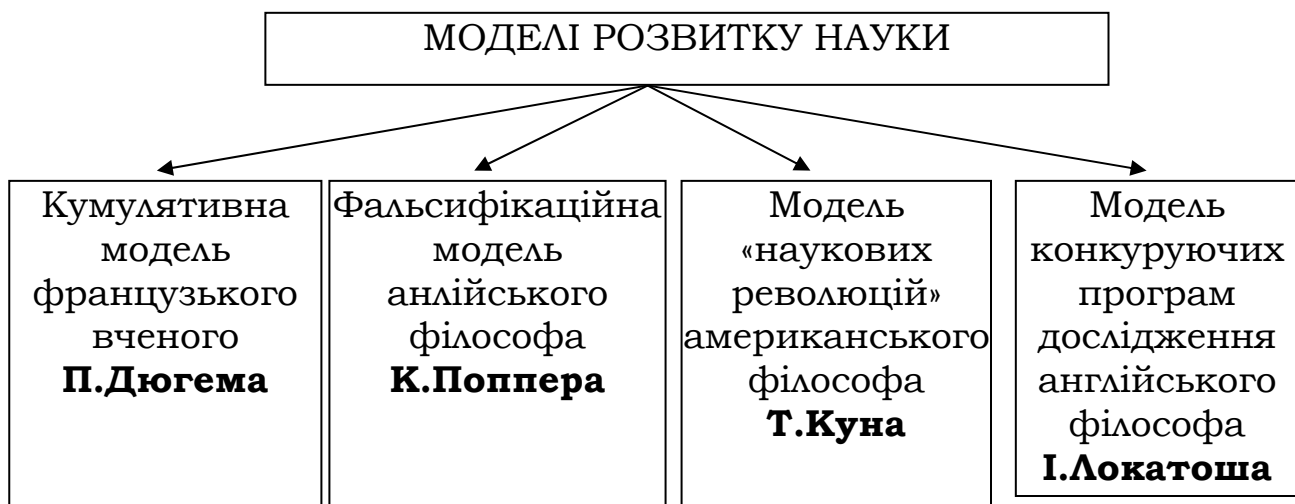 МОДЕЛІ РОЗВИТКУ НАУКИ
Кумулятивна
модель
французького
вченого
П.Дюгема
Фальсифікаційна
модель
анлійського
філософа
К.Поппера
Модель
«наукових
революцій»
американського
філософа
Т.Куна
Модель
конкуруючих
програм
дослідження
англійського
філософа
І.Локатоша